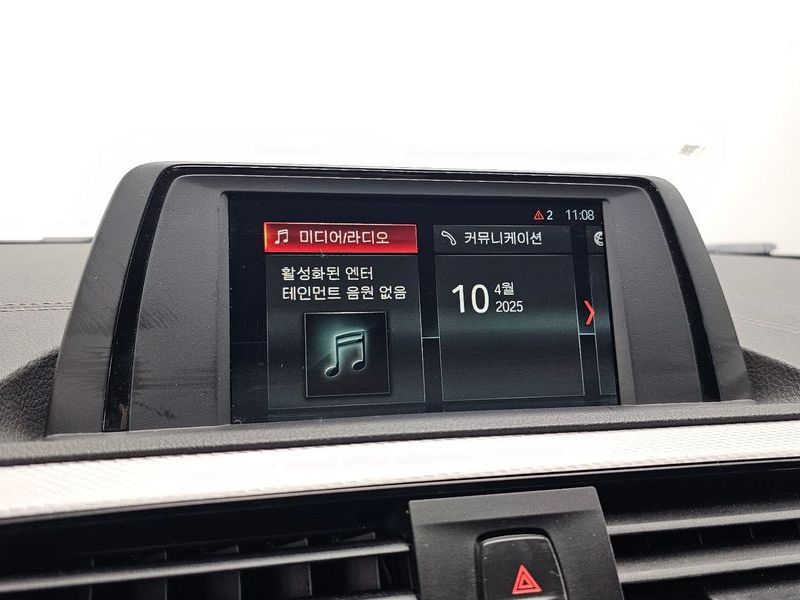 2 11:08
미디어/라디오
커뮤니케이션
활성화된 엔터
테인먼트 음원 없음
10 4월
2025